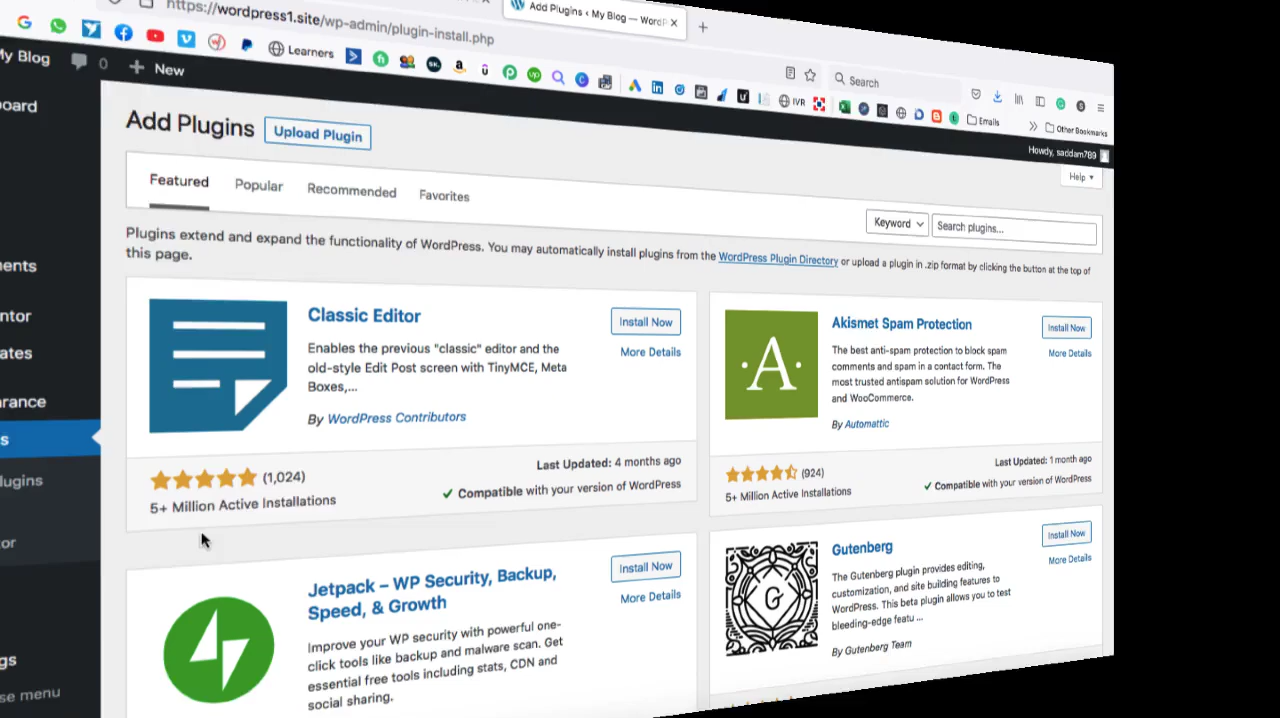 Add Plugins ‹ My Blog — WordP
https://wordpress1.site/wp-admin/plugin-install.php
Learners
IVR
Search
Emails
Other Bookmarks
My Blog
0
New
Howdy, saddam789
Help
Add Plugins
Upload Plugin
Featured
Popular
Recommended
Favorites
Keyword
Search plugins...
Plugins extend and expand the functionality of WordPress. You may automatically install plugins from the WordPress Plugin Directory or upload a plugin in .zip format by clicking the button at the top of
this page.
Classic Editor
Install Now
More Details
Enables the previous "classic" editor and the
old-style Edit Post screen with TinyMCE, Meta
Boxes,...
By WordPress Contributors
(1,024)
5+ Million Active Installations
Last Updated: 4 months ago
Compatible with your version of WordPress
A
Akismet Spam Protection
Install Now
More Details
The best anti-spam protection to block spam
comments and spam in a contact form. The
most trusted antispam solution for WordPress
and WooCommerce.
By Automattic
(924)
5+ Million Active Installations
Last Updated: 1 month ago
Compatible with your version of WordPress
Jetpack – WP Security, Backup,
Speed, & Growth
Install Now
More Details
Improve your WP security with powerful one-
click tools like backup and malware scan. Get
essential free tools including stats, CDN and
social sharing.
G
Gutenberg
Install Now
More Details
The Gutenberg plugin provides editing,
customization, and site building features to
WordPress. This beta plugin allows you to test
bleeding-edge featu ...
By Gutenberg Team
oard
ents
ntor
ates
arance
s
lugins
or
gs
se menu